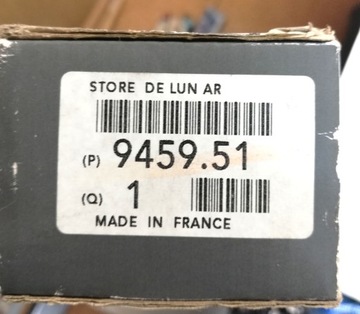 STORE DE LUN AR
(P) 9459.51
(Q) 1
MADE IN FRANCE